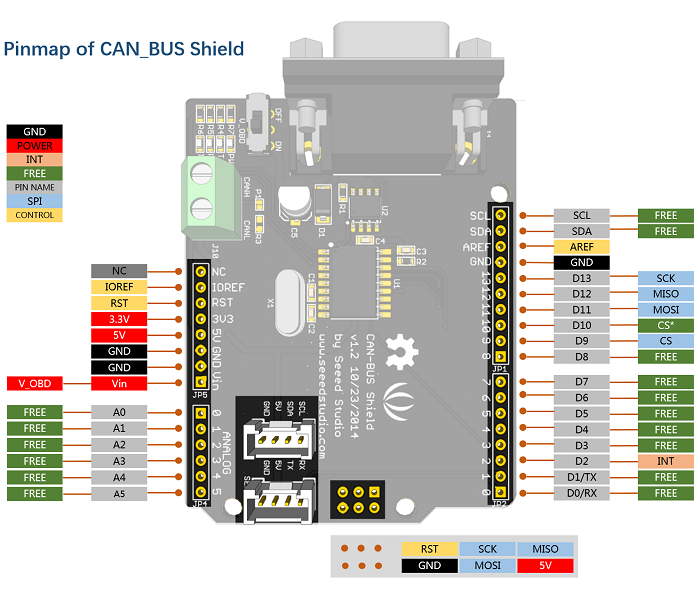 Pinmap of CAN_BUS Shield
GND
POWER
INT
FREE
PIN NAME
SPI
CONTROL
R6
R5
R4
R7
V_OBD
OFF
ON
CANH
CANL
P1
R3
J10
C5
D1
R1
U2
C4
C3
R2
U1
C1
C2
X1
NC
IOREF
RST
3V3
5V
GND
GND
Vin
JP5
0
1
2
3
4
5
ANALOG
JP4
SCL
SDA
AREF
GND
13
12
11
10
9
8
JP1
7
6
5
4
3
2
1
0
JP2
CAN-BUS Shield
v1.2 10/23/2014
by Seeed Studio
www.seeedstudio.com
GND
5V
SDA
SCL
GND
5V
TX
RX
NC
IOREF
RST
3.3V
5V
GND
GND
V_OBD Vin
FREE A0
FREE A1
FREE A2
FREE A3
FREE A4
FREE A5
SCL FREE
SDA FREE
AREF
GND
D13 SCK
D12 MISO
D11 MOSI
D10 CS*
D9 CS
D8 FREE
D7 FREE
D6 FREE
D5 FREE
D4 FREE
D3 FREE
D2 INT
D1/TX FREE
D0/RX FREE
RST SCK MISO
GND MOSI 5V